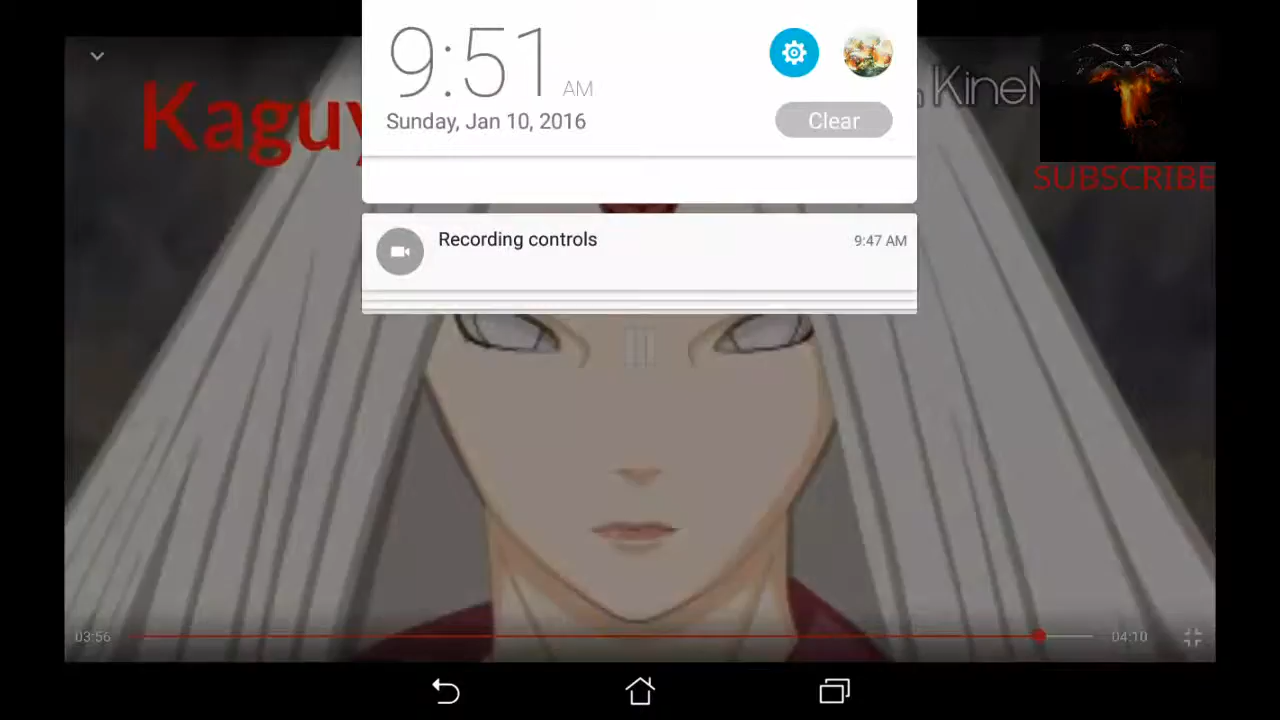 9:51 AM
Sunday, Jan 10, 2016
Clear
Kaguy
KineM
SUBSCRIBE
Recording controls
9:47 AM
03:56
04:10